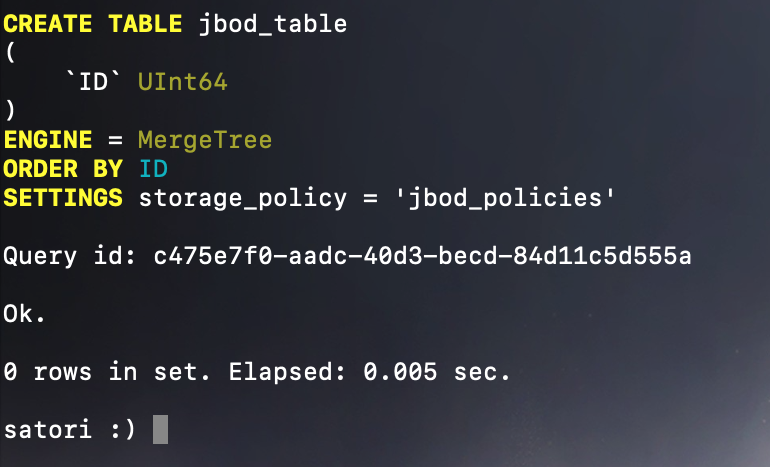 CREATE TABLE jbod_table
(
    `ID` UInt64
)
ENGINE = MergeTree
ORDER BY ID
SETTINGS storage_policy = 'jbod_policies'
Query id: c475e7f0-aadc-40d3-becd-84d11c5d555a
Ok.
0 rows in set. Elapsed: 0.005 sec.
satori :)